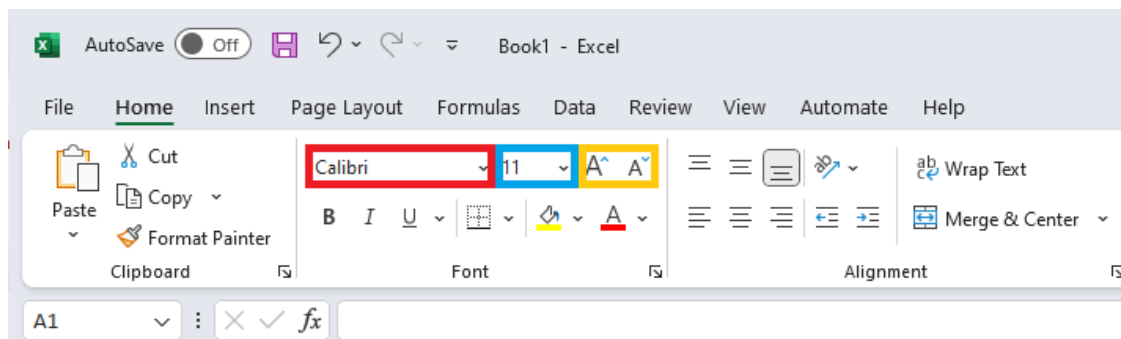 AutoSave Off Book1 - Excel
File Home Insert Page Layout Formulas Data Review View Automate Help
Cut Calibri 11 A A ab Wrap Text
Copy
Paste B I U A Merge & Center
Format Painter
Clipboard Font Alignment
A1 fx